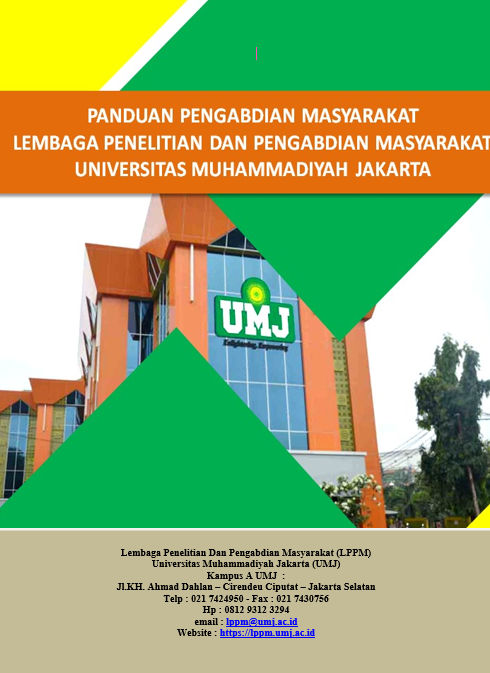 PANDUAN PENGABDIAN MASYARAKAT
LEMBAGA PENELITIAN DAN PENGABDIAN MASYARAKAT
UNIVERSITAS MUHAMMADIYAH JAKARTA
UMJ
Enlightening, Empowering
Lembaga Penelitian Dan Pengabdian Masyarakat (LPPM)
Universitas Muhammadiyah Jakarta (UMJ)
Kampus A UMJ :
Jl.KH. Ahmad Dahlan – Cirendeu Ciputat – Jakarta Selatan
Telp : 021 7424950 - Fax : 021 7430756
Hp : 0812 9312 3294
email : lppm@umj.ac.id
Website : https://lppm.umj.ac.id